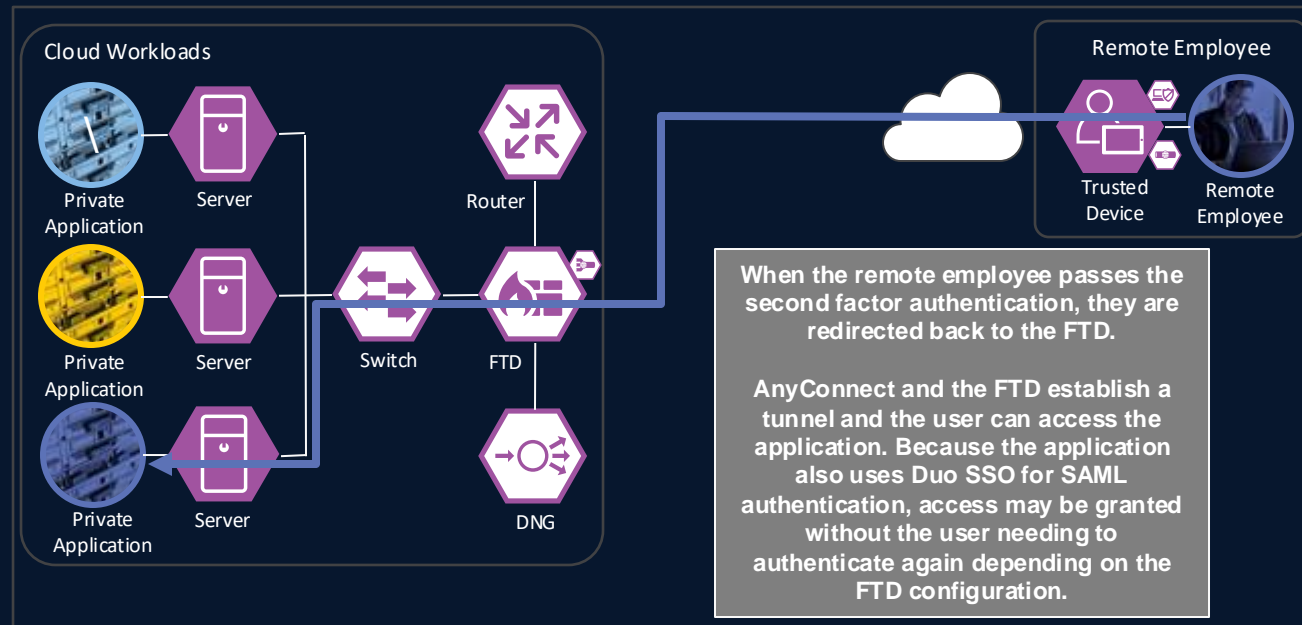 Cloud Workloads
Remote Employee
Private
Application
Server
Router
Trusted
Device
Remote
Employee
Private
Application
Server
Switch
FTD
Private
Application
Server
DNG
When the remote employee passes the
second factor authentication, they are
redirected back to the FTD.
AnyConnect and the FTD establish a
tunnel and the user can access the
application. Because the application
also uses Duo SSO for SAML
authentication, access may be granted
without the user needing to
authenticate again depending on the
FTD configuration.